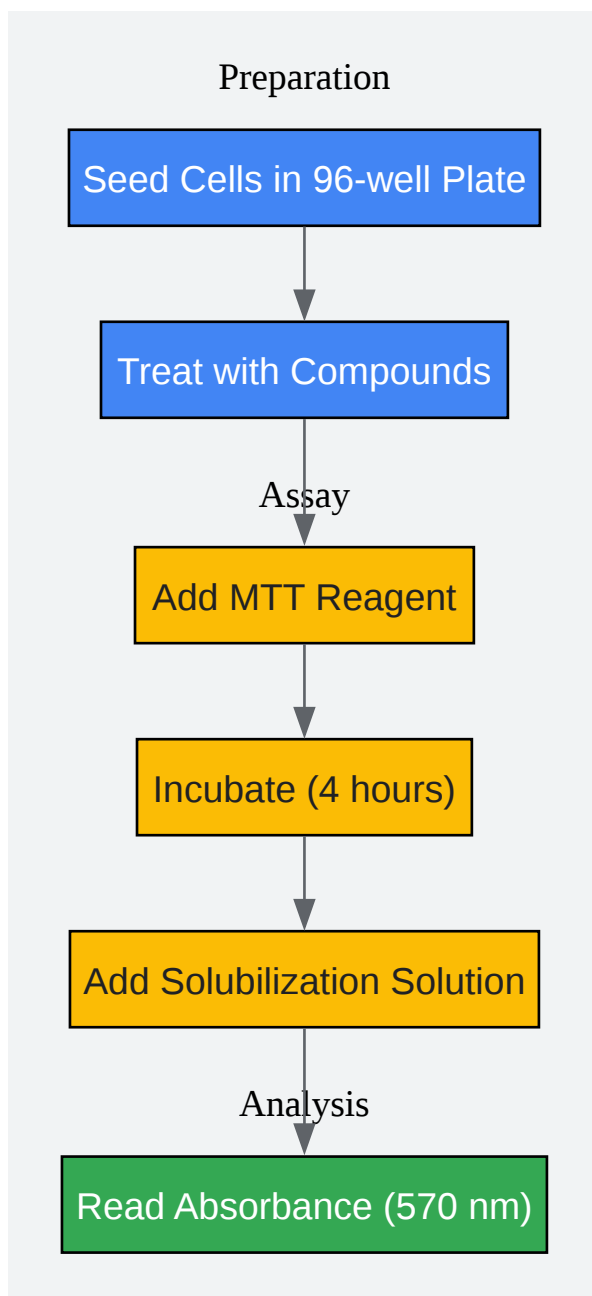 Preparation
Seed Cells in 96-well Plate
Treat with Compounds
Assay
Add MTT Reagent
Incubate (4 hours)
Add Solubilization Solution
Analysis
Read Absorbance (570 nm)